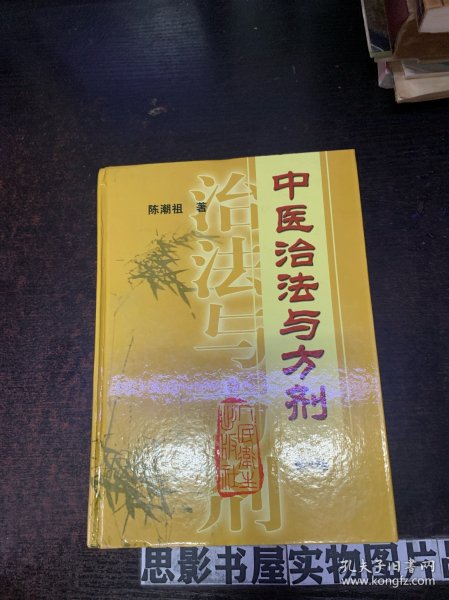 中医治法与方剂
陈潮祖 著
治法与
剂
人民卫生
出版社
思影书屋实物图片
孔夫子旧书网
www.kongfz.com